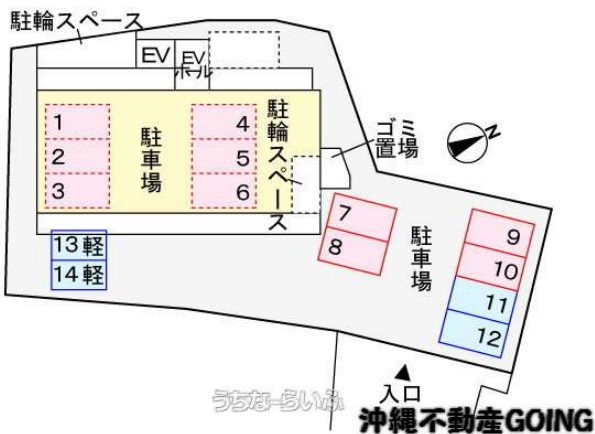 駐輪スペース
EV
EV
ホール
1
2
3
駐車場
4
5
6
駐輪スペース
ゴミ
置場
N
7
8
駐車場
9
10
11
12
13軽
14軽
入口
うちなーらいふ
沖縄不動産GOING